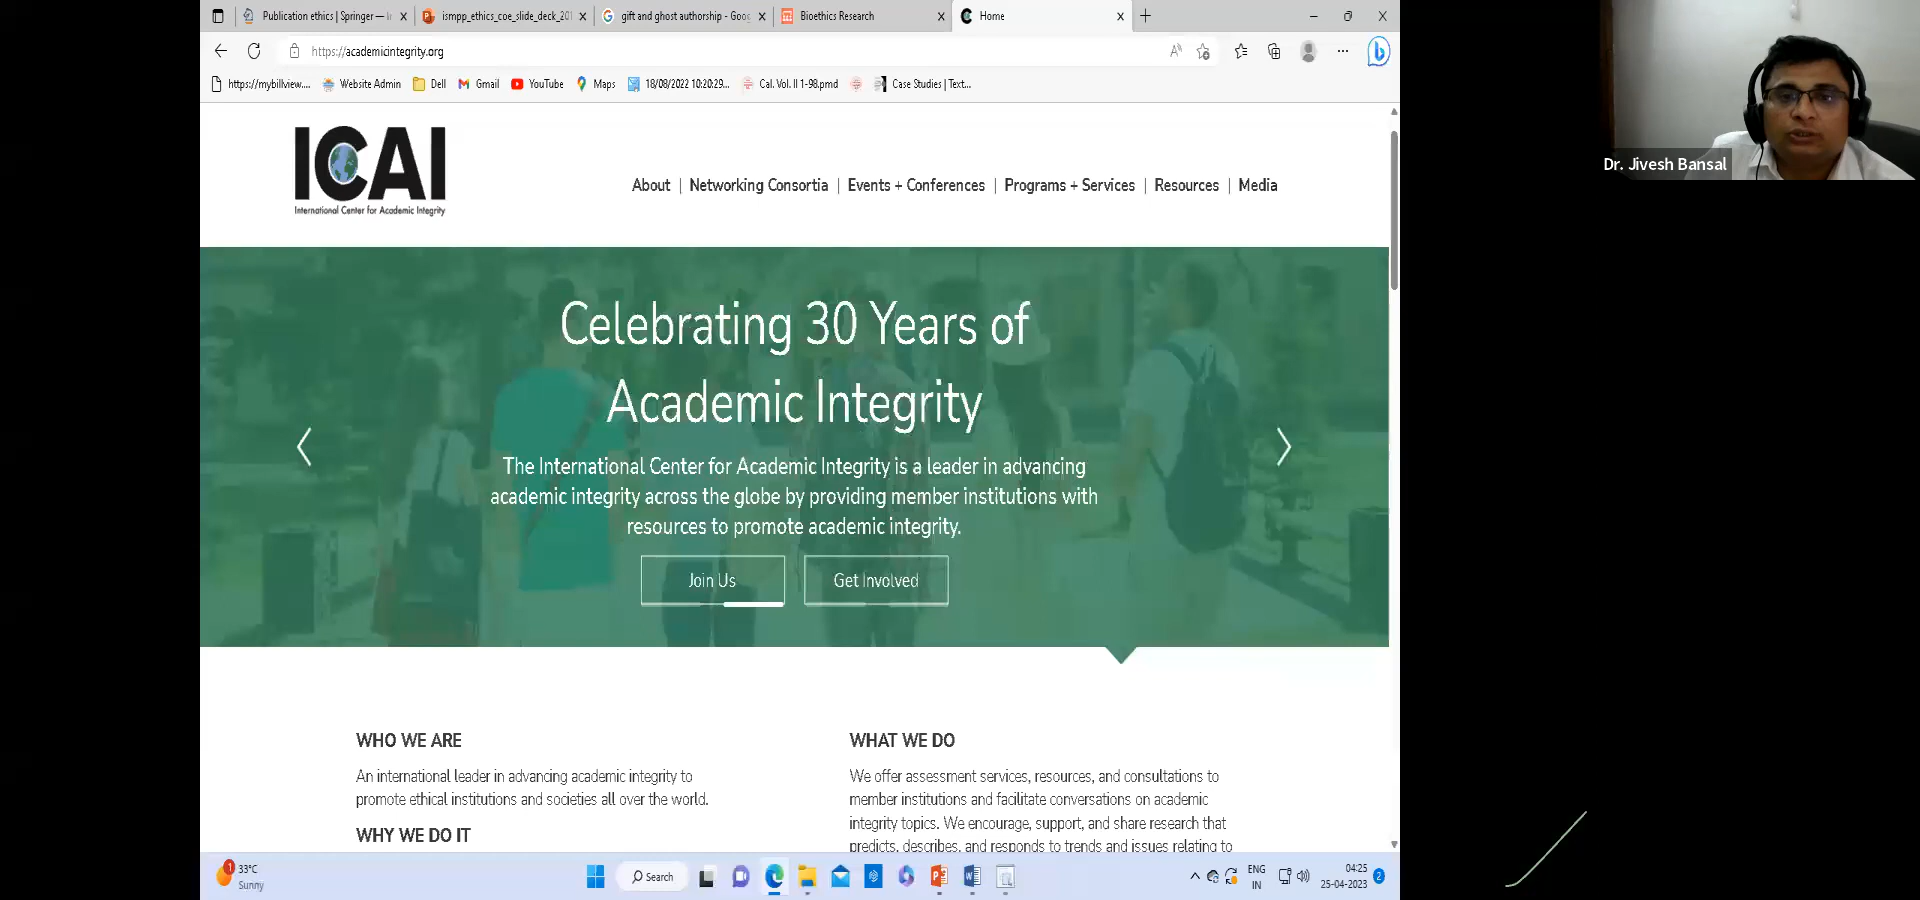 Publication ethics | Springer — I
ismpp_ethics_coe_slide_deck_201
gift and ghost authorship - Goog
Bioethics Research
Home
https://academicintegrity.org
https://mybillview....
Website Admin
Dell
Gmail
YouTube
Maps
18/08/2022 10:20:29...
Cal. Vol. II 1-98.pmd
Case Studies | Text...
ICAI
International Center for Academic Integrity
About | Networking Consortia | Events + Conferences | Programs + Services | Resources | Media
Dr. Jivesh Bansal
Celebrating 30 Years of
Academic Integrity
The International Center for Academic Integrity is a leader in advancing
academic integrity across the globe by providing member institutions with
resources to promote academic integrity.
Join Us
Get Involved
WHO WE ARE
An international leader in advancing academic integrity to
promote ethical institutions and societies all over the world.
WHY WE DO IT
WHAT WE DO
We offer assessment services, resources, and consultations to
member institutions and facilitate conversations on academic
integrity topics. We encourage, support, and share research that
predicts, describes, and responds to trends and issues relating to
1
33°C
Sunny
Search
ENG
IN
04:25
25-04-2023
2